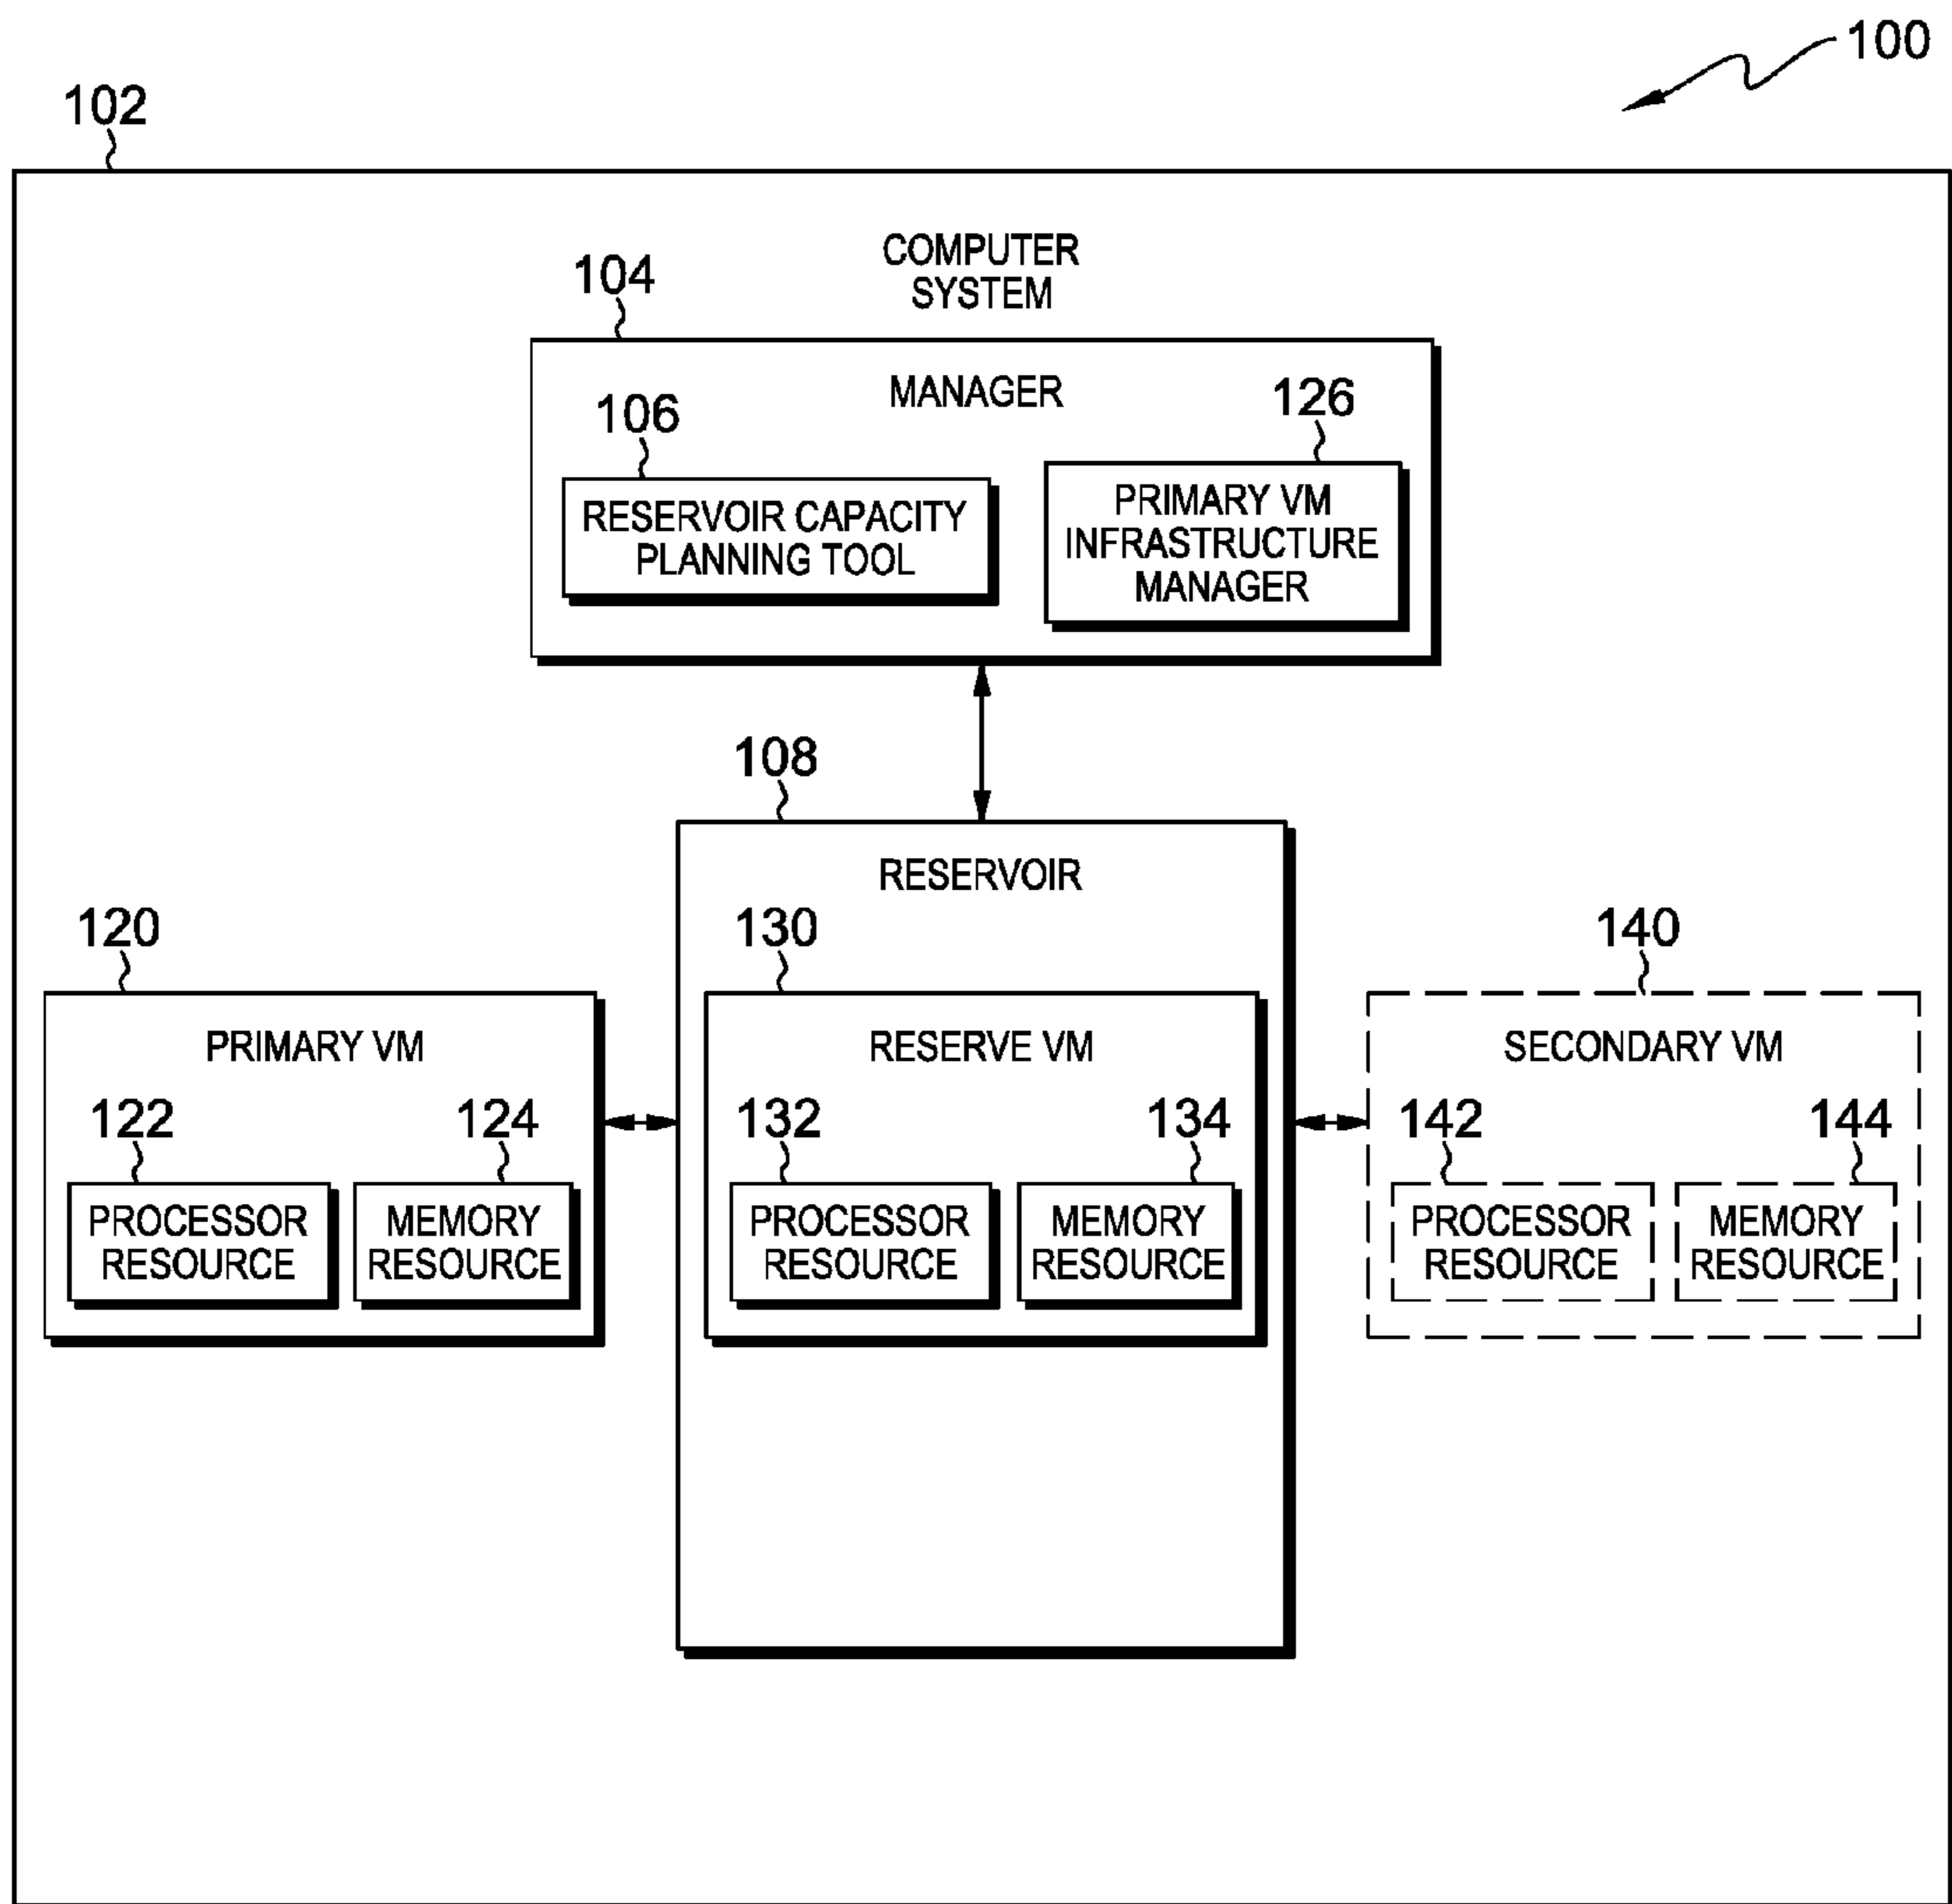 100
102
COMPUTER
SYSTEM
104
MANAGER
106
126
RESERVOIR CAPACITY
PLANNING TOOL
PRIMARY VM
INFRASTRUCTURE
MANAGER
108
RESERVOIR
120
130
140
PRIMARY VM
RESERVE VM
SECONDARY VM
122
124
132
134
142
144
PROCESSOR
RESOURCE
MEMORY
RESOURCE
PROCESSOR
RESOURCE
MEMORY
RESOURCE
PROCESSOR
RESOURCE
MEMORY
RESOURCE